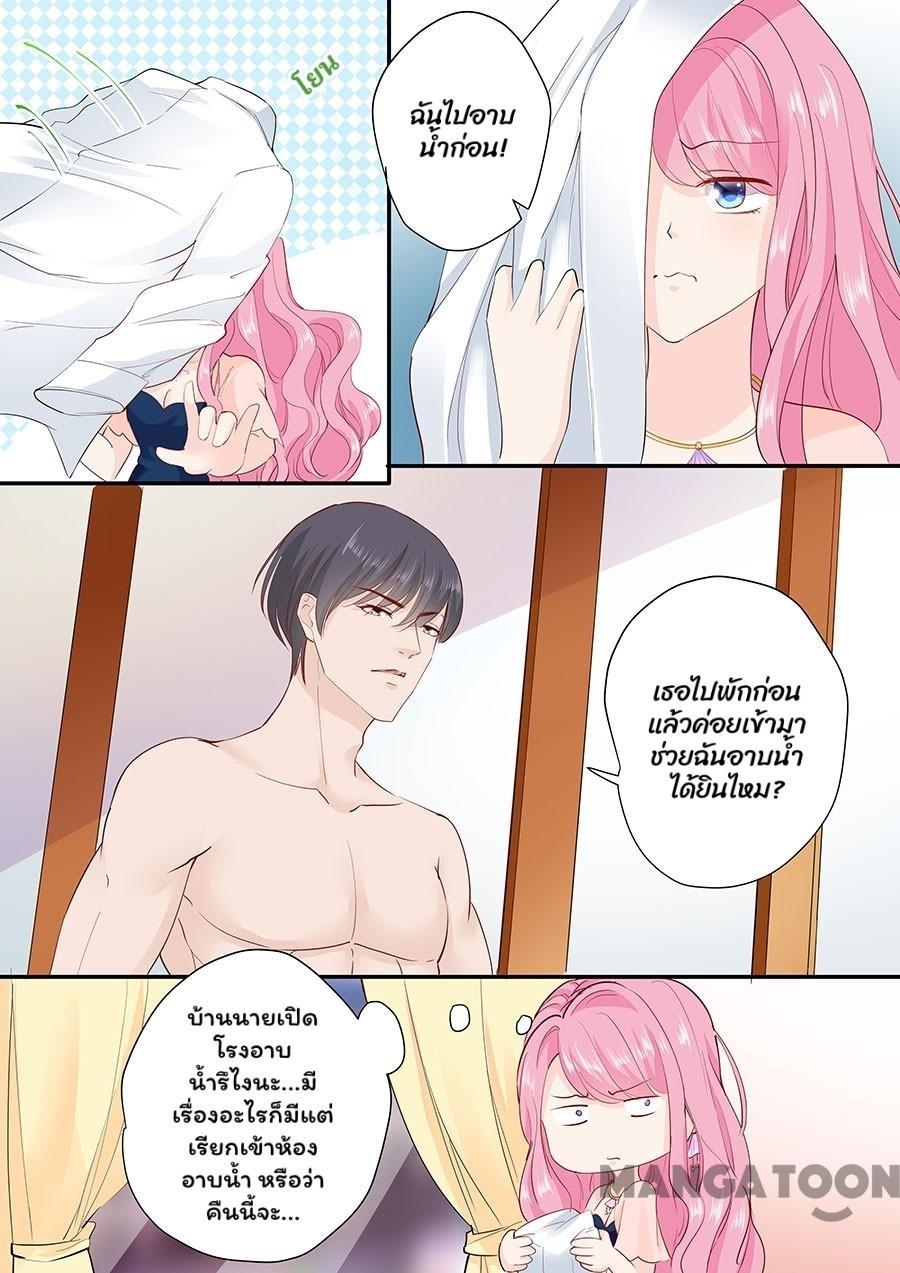 โยน
ฉันไปอาบ
น้ำก่อน!
เธอไปพักก่อน
แล้วค่อยเข้ามา
ช่วยฉันอาบน้ำ
ได้ยินไหม?
บ้านนายเปิด
โรงอาบ
น้ำรึไงนะ...มี
เรื่องอะไรก็มีแต่
เรียกเข้าห้อง
อาบน้ำ หรือว่า
คืนนี้จะ...
MANGATOON